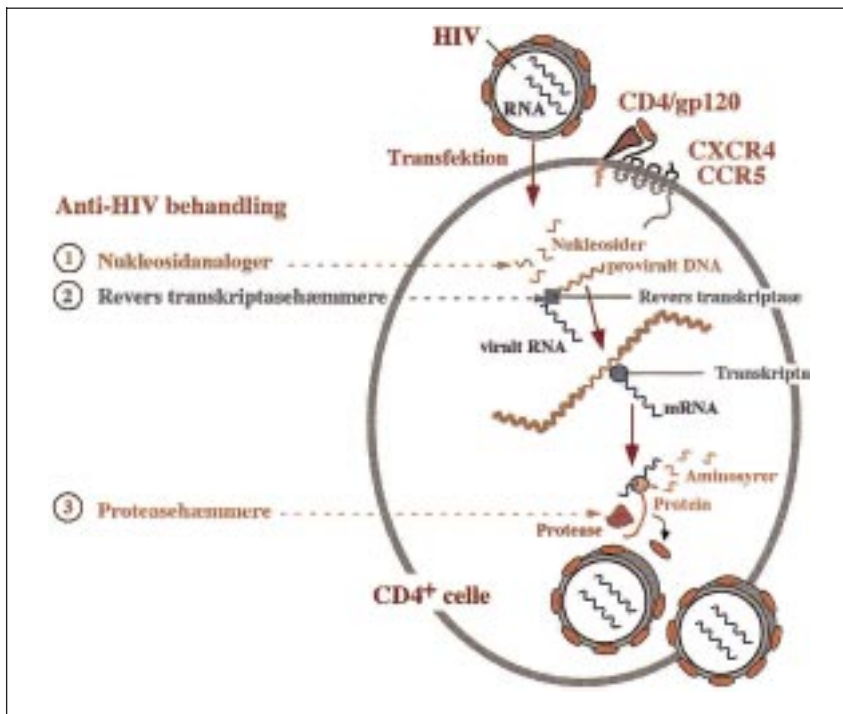 HIV
RNA
CD4/gp120
Transfektion
CXCR4
CCR5
Anti-HIV behandling
1 Nukleosidanaloger
Nukleosider
proviralt DNA
2 Revers transkriptasehæmmere
Revers transkriptase
viralt RNA
Transkripta
mRNA
Aminosyrer
3 Proteasehæmmere
Protein
Protease
CD4+ celle